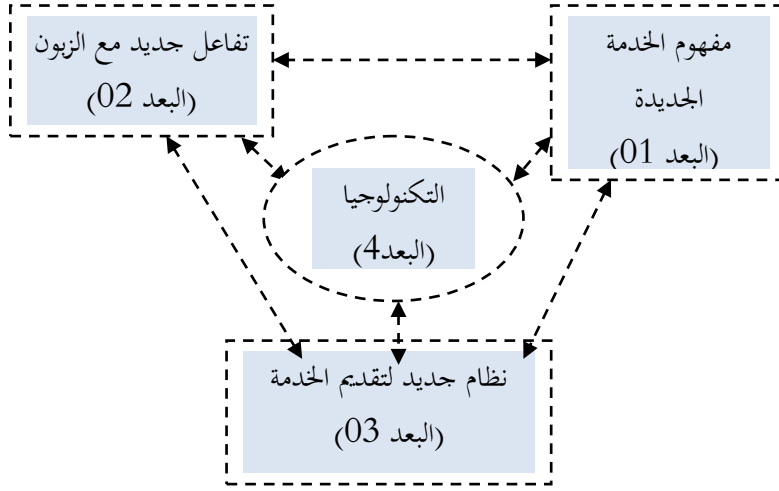 مفهوم الخدمة
الجديدة
(البعد 01)
تفاعل جديد مع الزبون
(البعد 02)
التكنولوجيا
(البعد4)
نظام جديد لتقديم الخدمة
(البعد 03)